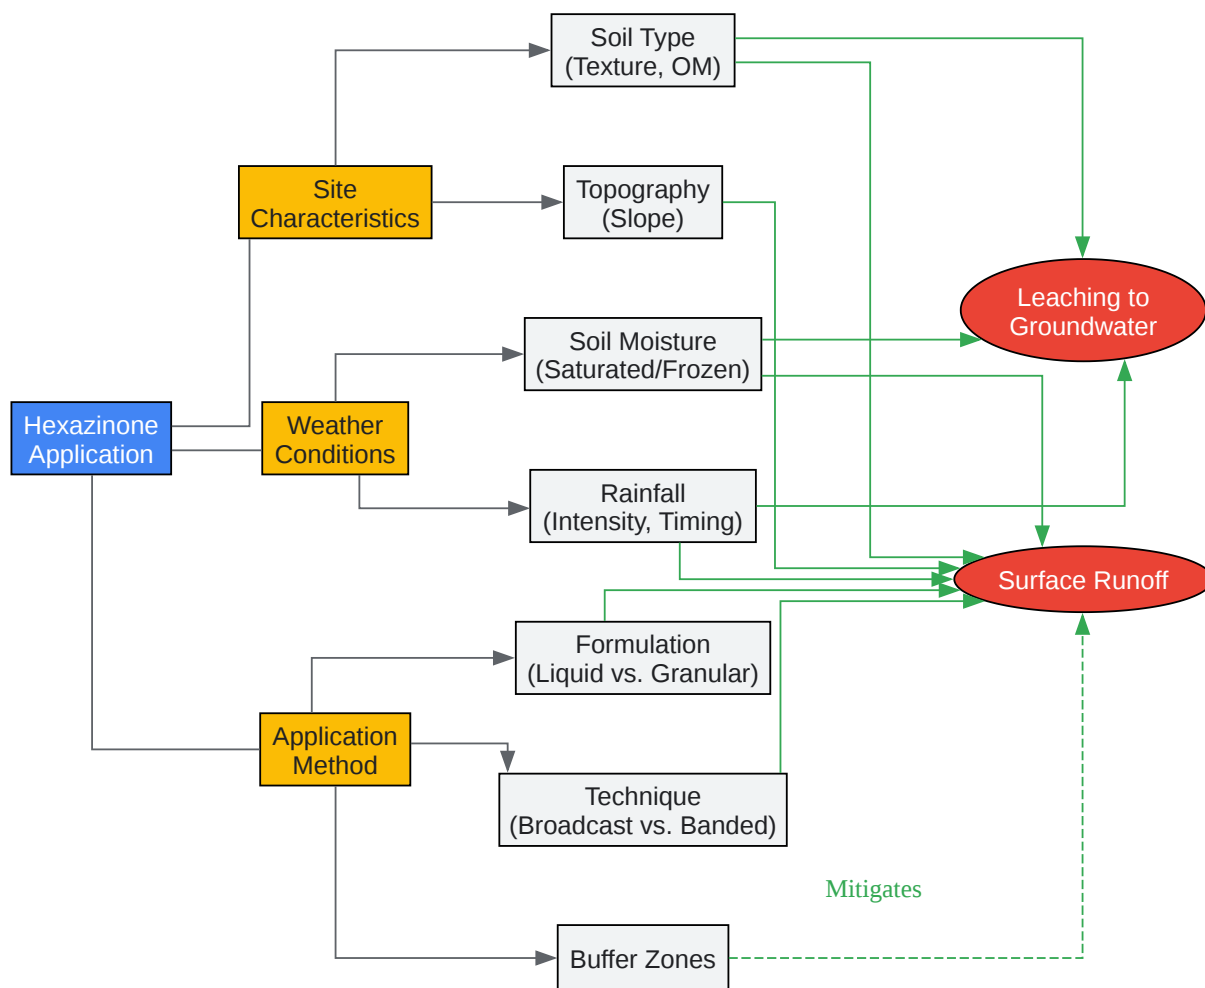 Soil Type
(Texture, OM)
Site
Characteristics
Topography
(Slope)
Leaching to
Groundwater
Soil Moisture
(Saturated/Frozen)
Hexazinone
Application
Weather
Conditions
Rainfall
(Intensity, Timing)
Surface Runoff
Formulation
(Liquid vs. Granular)
Application
Method
Technique
(Broadcast vs. Banded)
Mitigates
Buffer Zones